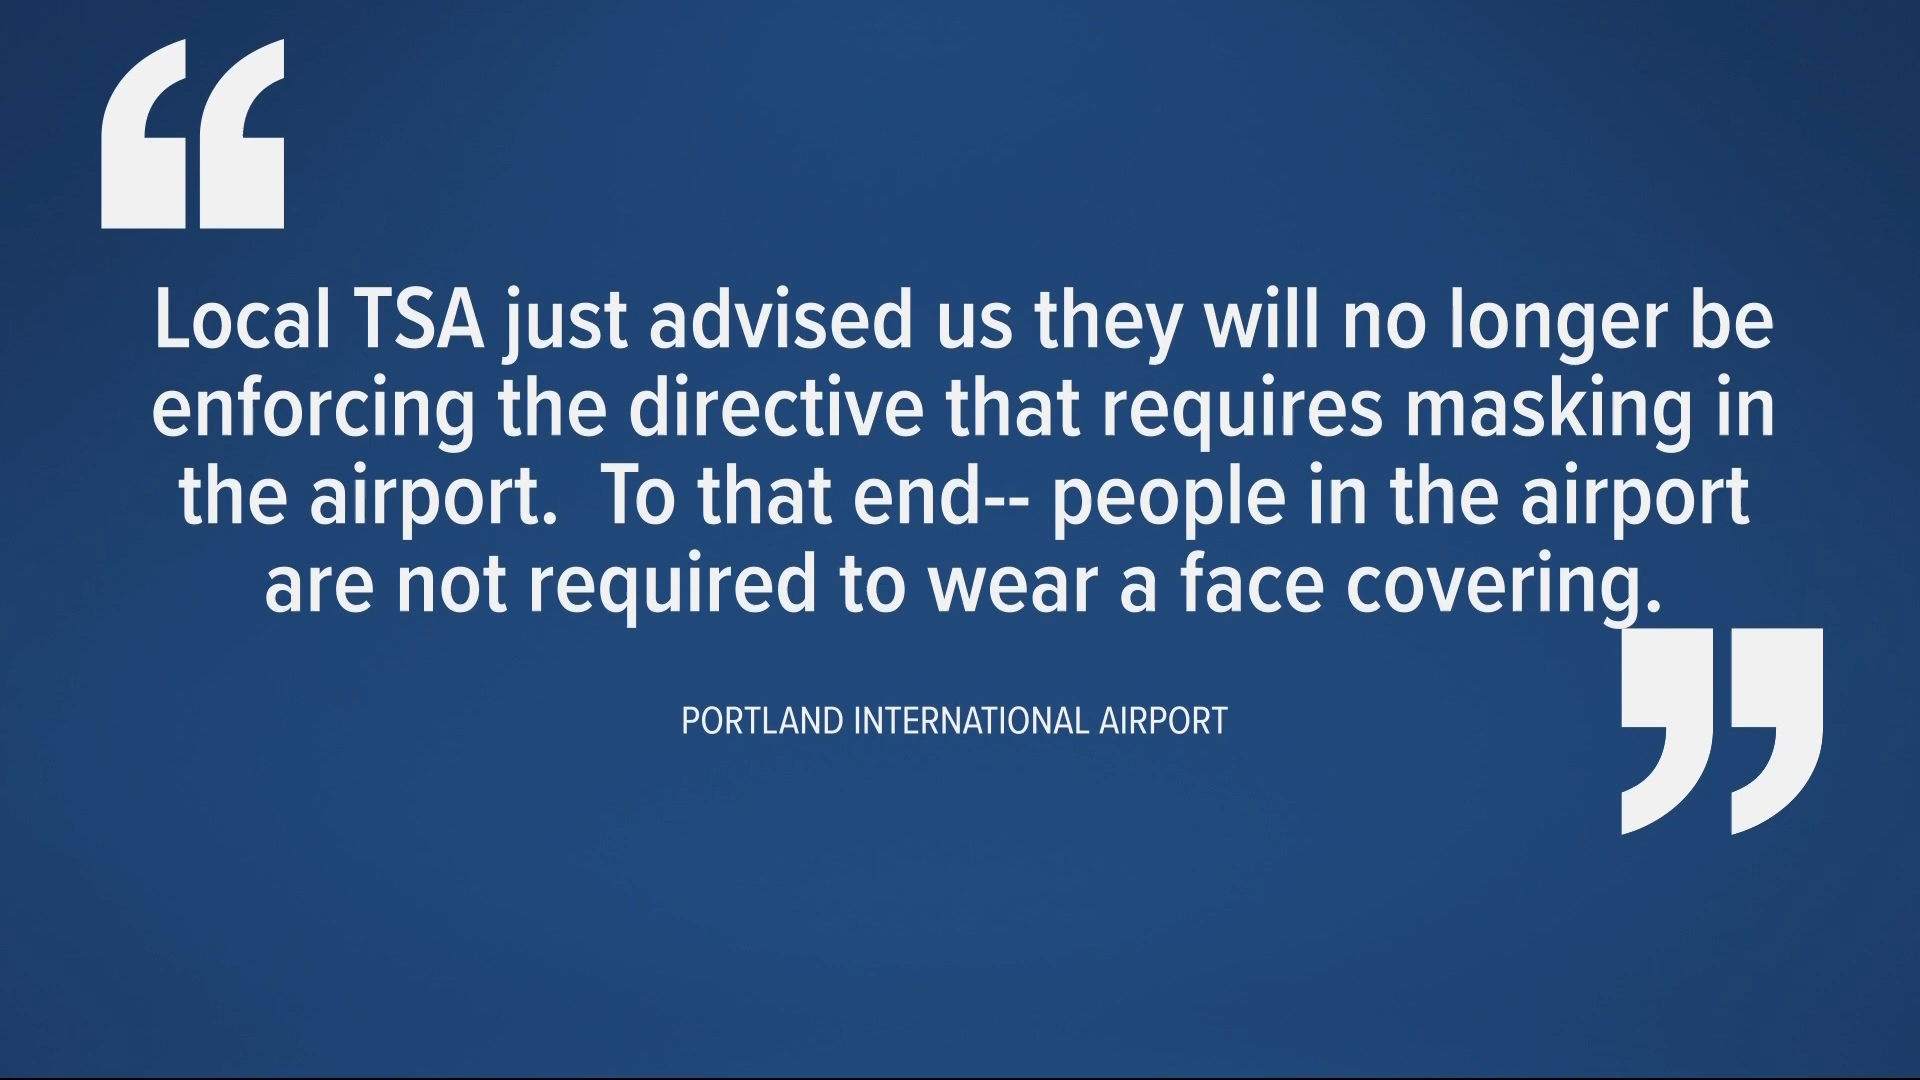 “
Local TSA just advised us they will no longer be
enforcing the directive that requires masking in
the airport.  To that end-- people in the airport
are not required to wear a face covering.
”
PORTLAND INTERNATIONAL AIRPORT